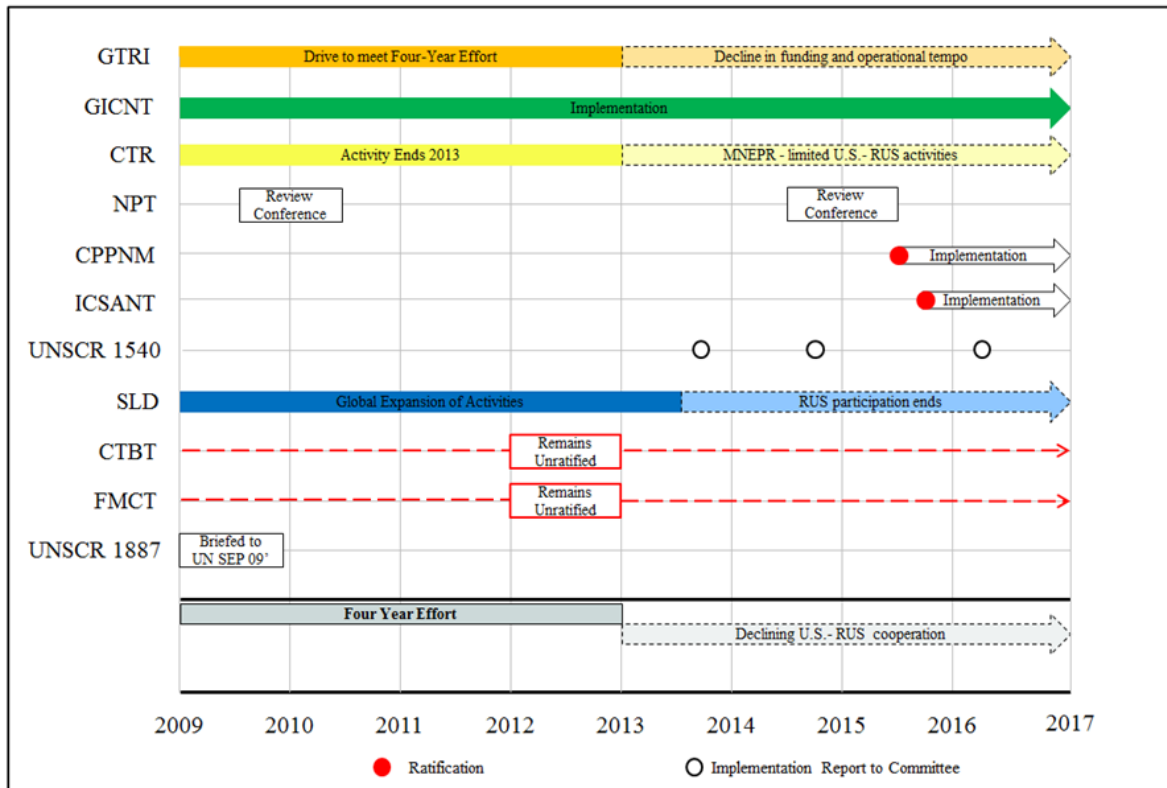 GTRI
Drive to meet Four-Year Effort
Decline in funding and operational tempo
GICNT
Implementation
CTR
Activity Ends 2013
MNEPR - limited U.S.- RUS activities
NPT
Review
Conference
Review
Conference
CPPNM
Implementation
ICSANT
Implementation
UNSCR 1540
SLD
Global Expansion of Activities
RUS participation ends
CTBT
Remains
Unratified
FMCT
Remains
Unratified
UNSCR 1887
Briefed to
UN SEP 09’
Four Year Effort
Declining U.S.- RUS cooperation
2009 2010 2011 2012 2013 2014 2015 2016 2017
Ratification
Implementation Report to Committee